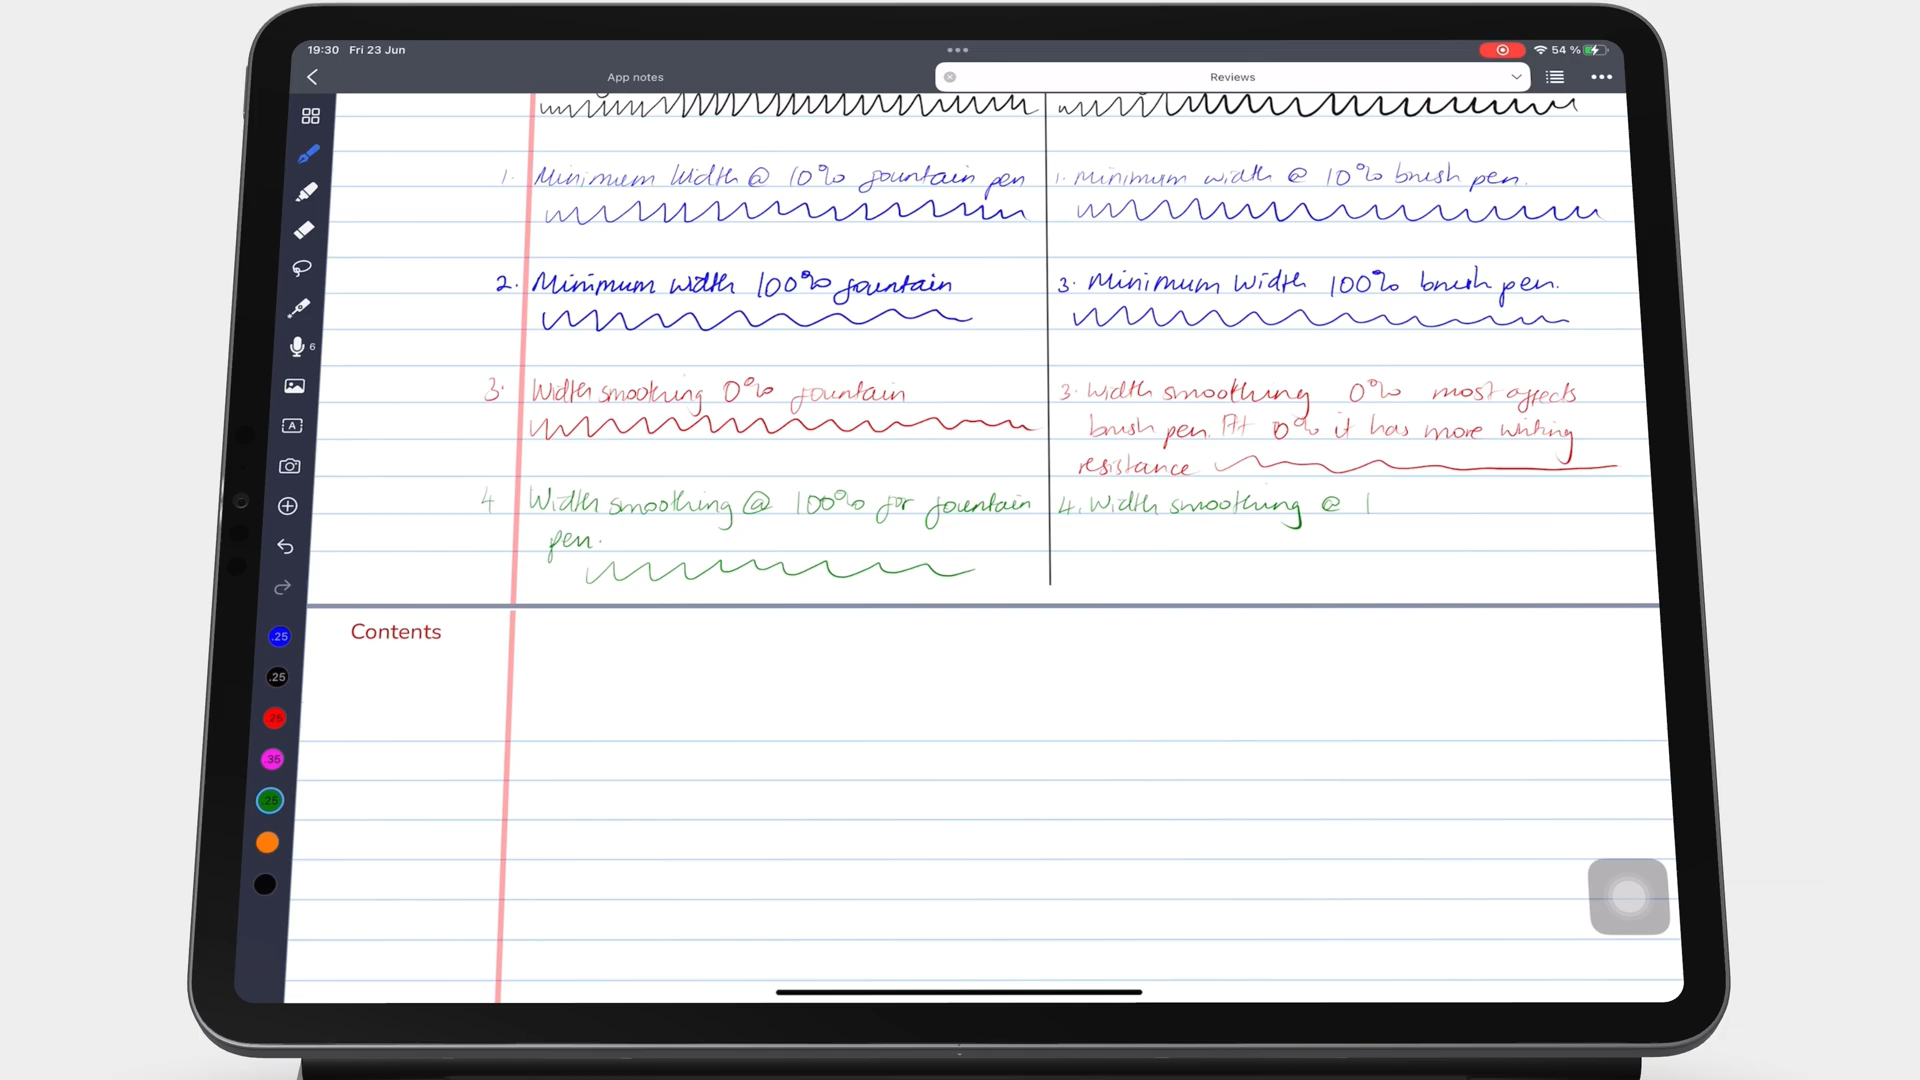 19:30 Fri 23 Jun
54 %
App notes
Reviews
1. Minimum Width @ 10% fountain pen
2. Minimum width 100% fountain
3. Width smoothing 0% fountain
4 Width smoothing @ 100% for fountain
pen.
1. minimum width @ 10% brush pen.
3. Minimum Width 100% brush pen.
3. Width smoothing 0% most affects
brush pen. At 0% it has more writing
resistance
4. Width smoothing @ 1
6
A
.25
.25
.25
.35
.25
Contents